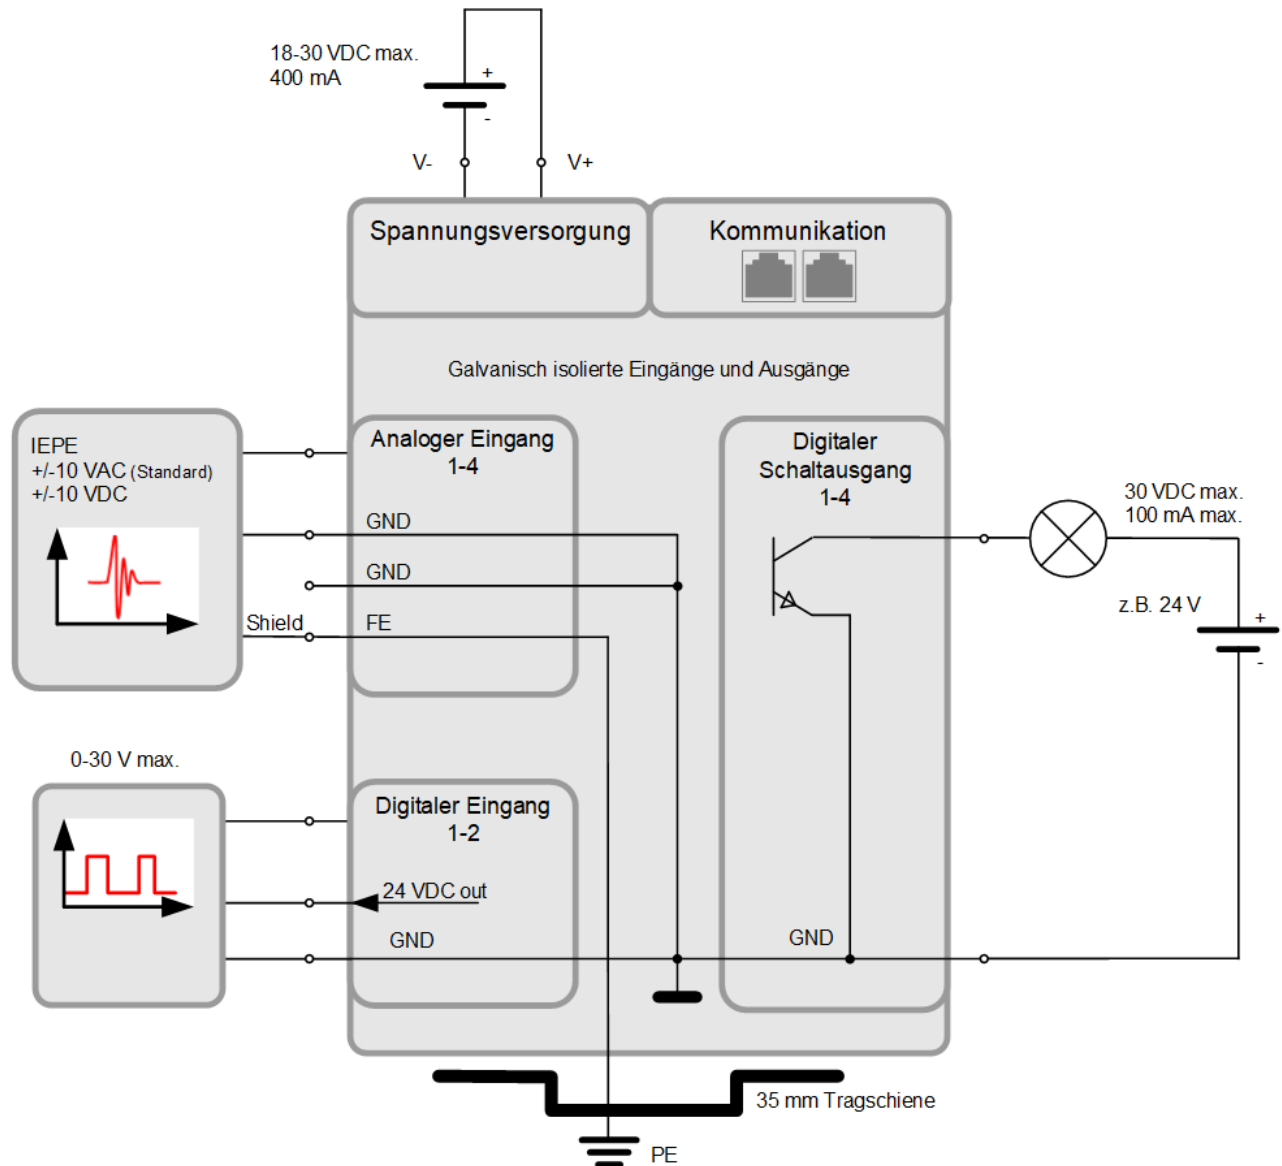 18-30 VDC max.
400 mA
+
-
V-
V+
Spannungsversorgung
Kommunikation
Galvanisch isolierte Eingänge und Ausgänge
IEPE
+/-10 VAC (Standard)
+/-10 VDC
Shield
Analoger Eingang
1-4
GND
GND
FE
Digitaler
Schaltausgang
1-4
30 VDC max.
100 mA max.
z.B. 24 V
+
-
0-30 V max.
Digitaler Eingang
1-2
24 VDC out
GND
GND
35 mm Tragschiene
PE